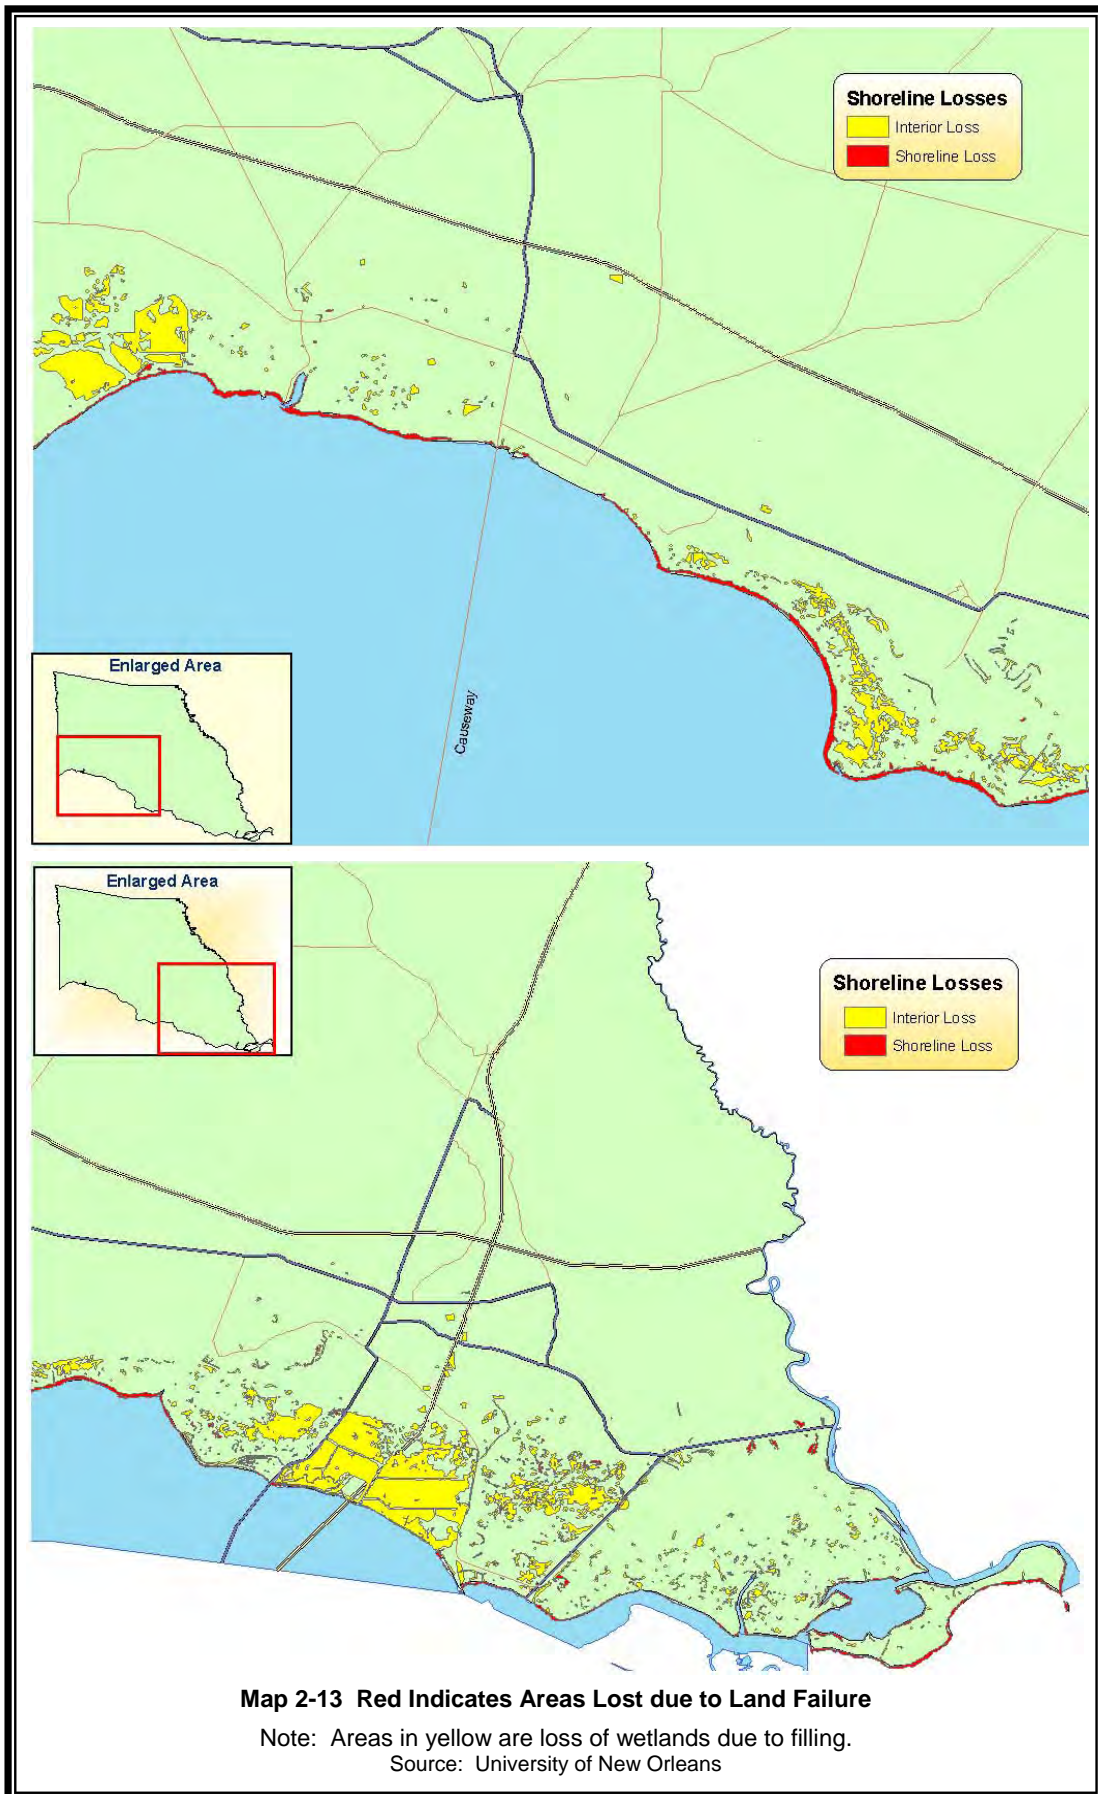 Shoreline Losses
Interior Loss
Shoreline Loss
Enlarged Area
Causeway
Enlarged Area
Shoreline Losses
Interior Loss
Shoreline Loss
Map 2-13  Red Indicates Areas Lost due to Land Failure
Note:  Areas in yellow are loss of wetlands due to filling.
Source:  University of New Orleans